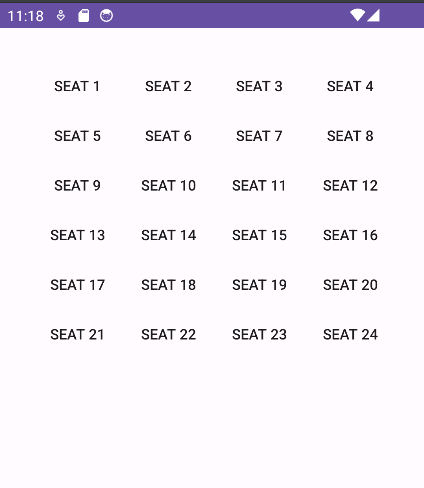 11:18
SEAT 1 SEAT 2 SEAT 3 SEAT 4
SEAT 5 SEAT 6 SEAT 7 SEAT 8
SEAT 9 SEAT 10 SEAT 11 SEAT 12
SEAT 13 SEAT 14 SEAT 15 SEAT 16
SEAT 17 SEAT 18 SEAT 19 SEAT 20
SEAT 21 SEAT 22 SEAT 23 SEAT 24